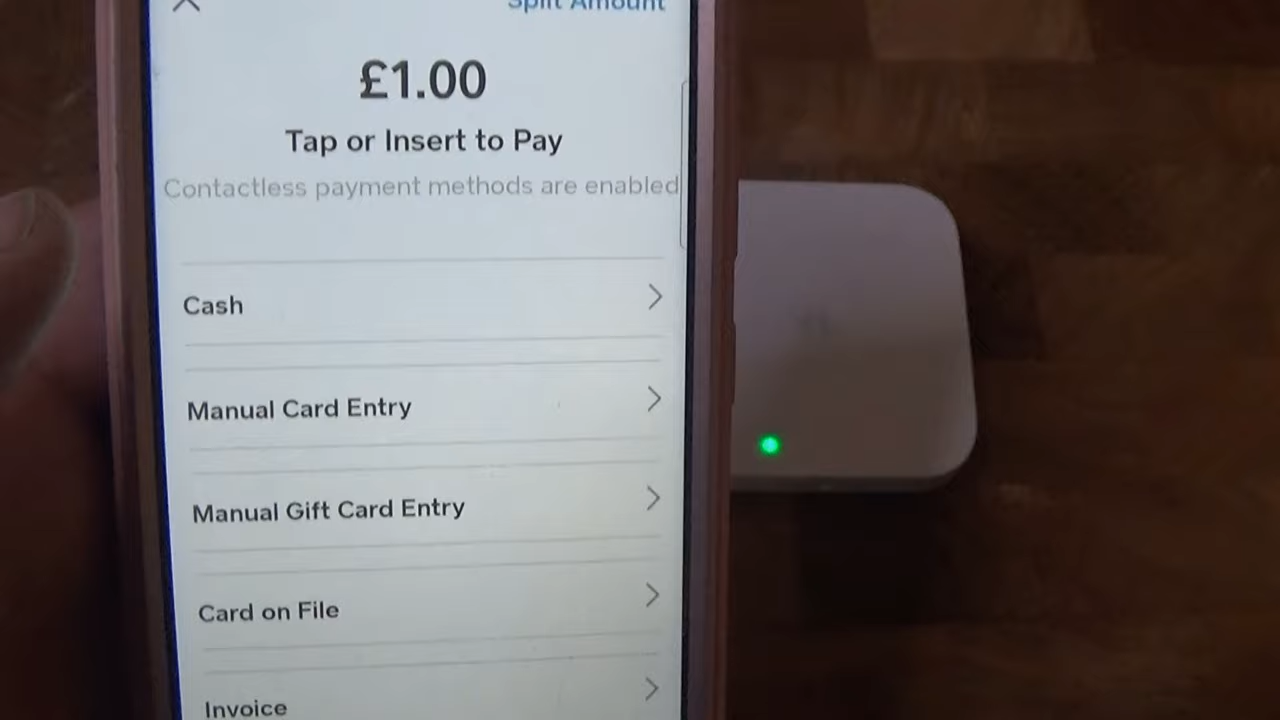 Split Amount
£1.00
Tap or Insert to Pay
Contactless payment methods are enabled
Cash
Manual Card Entry
Manual Gift Card Entry
Card on File
Invoice